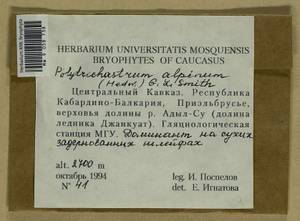 HERBARIUM UNIVERSITATIS MOSQUENSIS
BRYOPHYTES OF CAUCASUS
Polytrichastrum alpinum
(Hedw.) G. L. Smith
Центральный Кавказ. Республика
Кабардино-Балкария, Приэльбрусье,
верховья долины р. Адыл-Су (долина
ледника Джанкуат). Гляциологическая
станция МГУ. Доминант на сухих
задернованных шлейфах
alt. 2700 m
октябрь 1994
leg. И. Поспелов
N° 41
det. Е. Игнатова